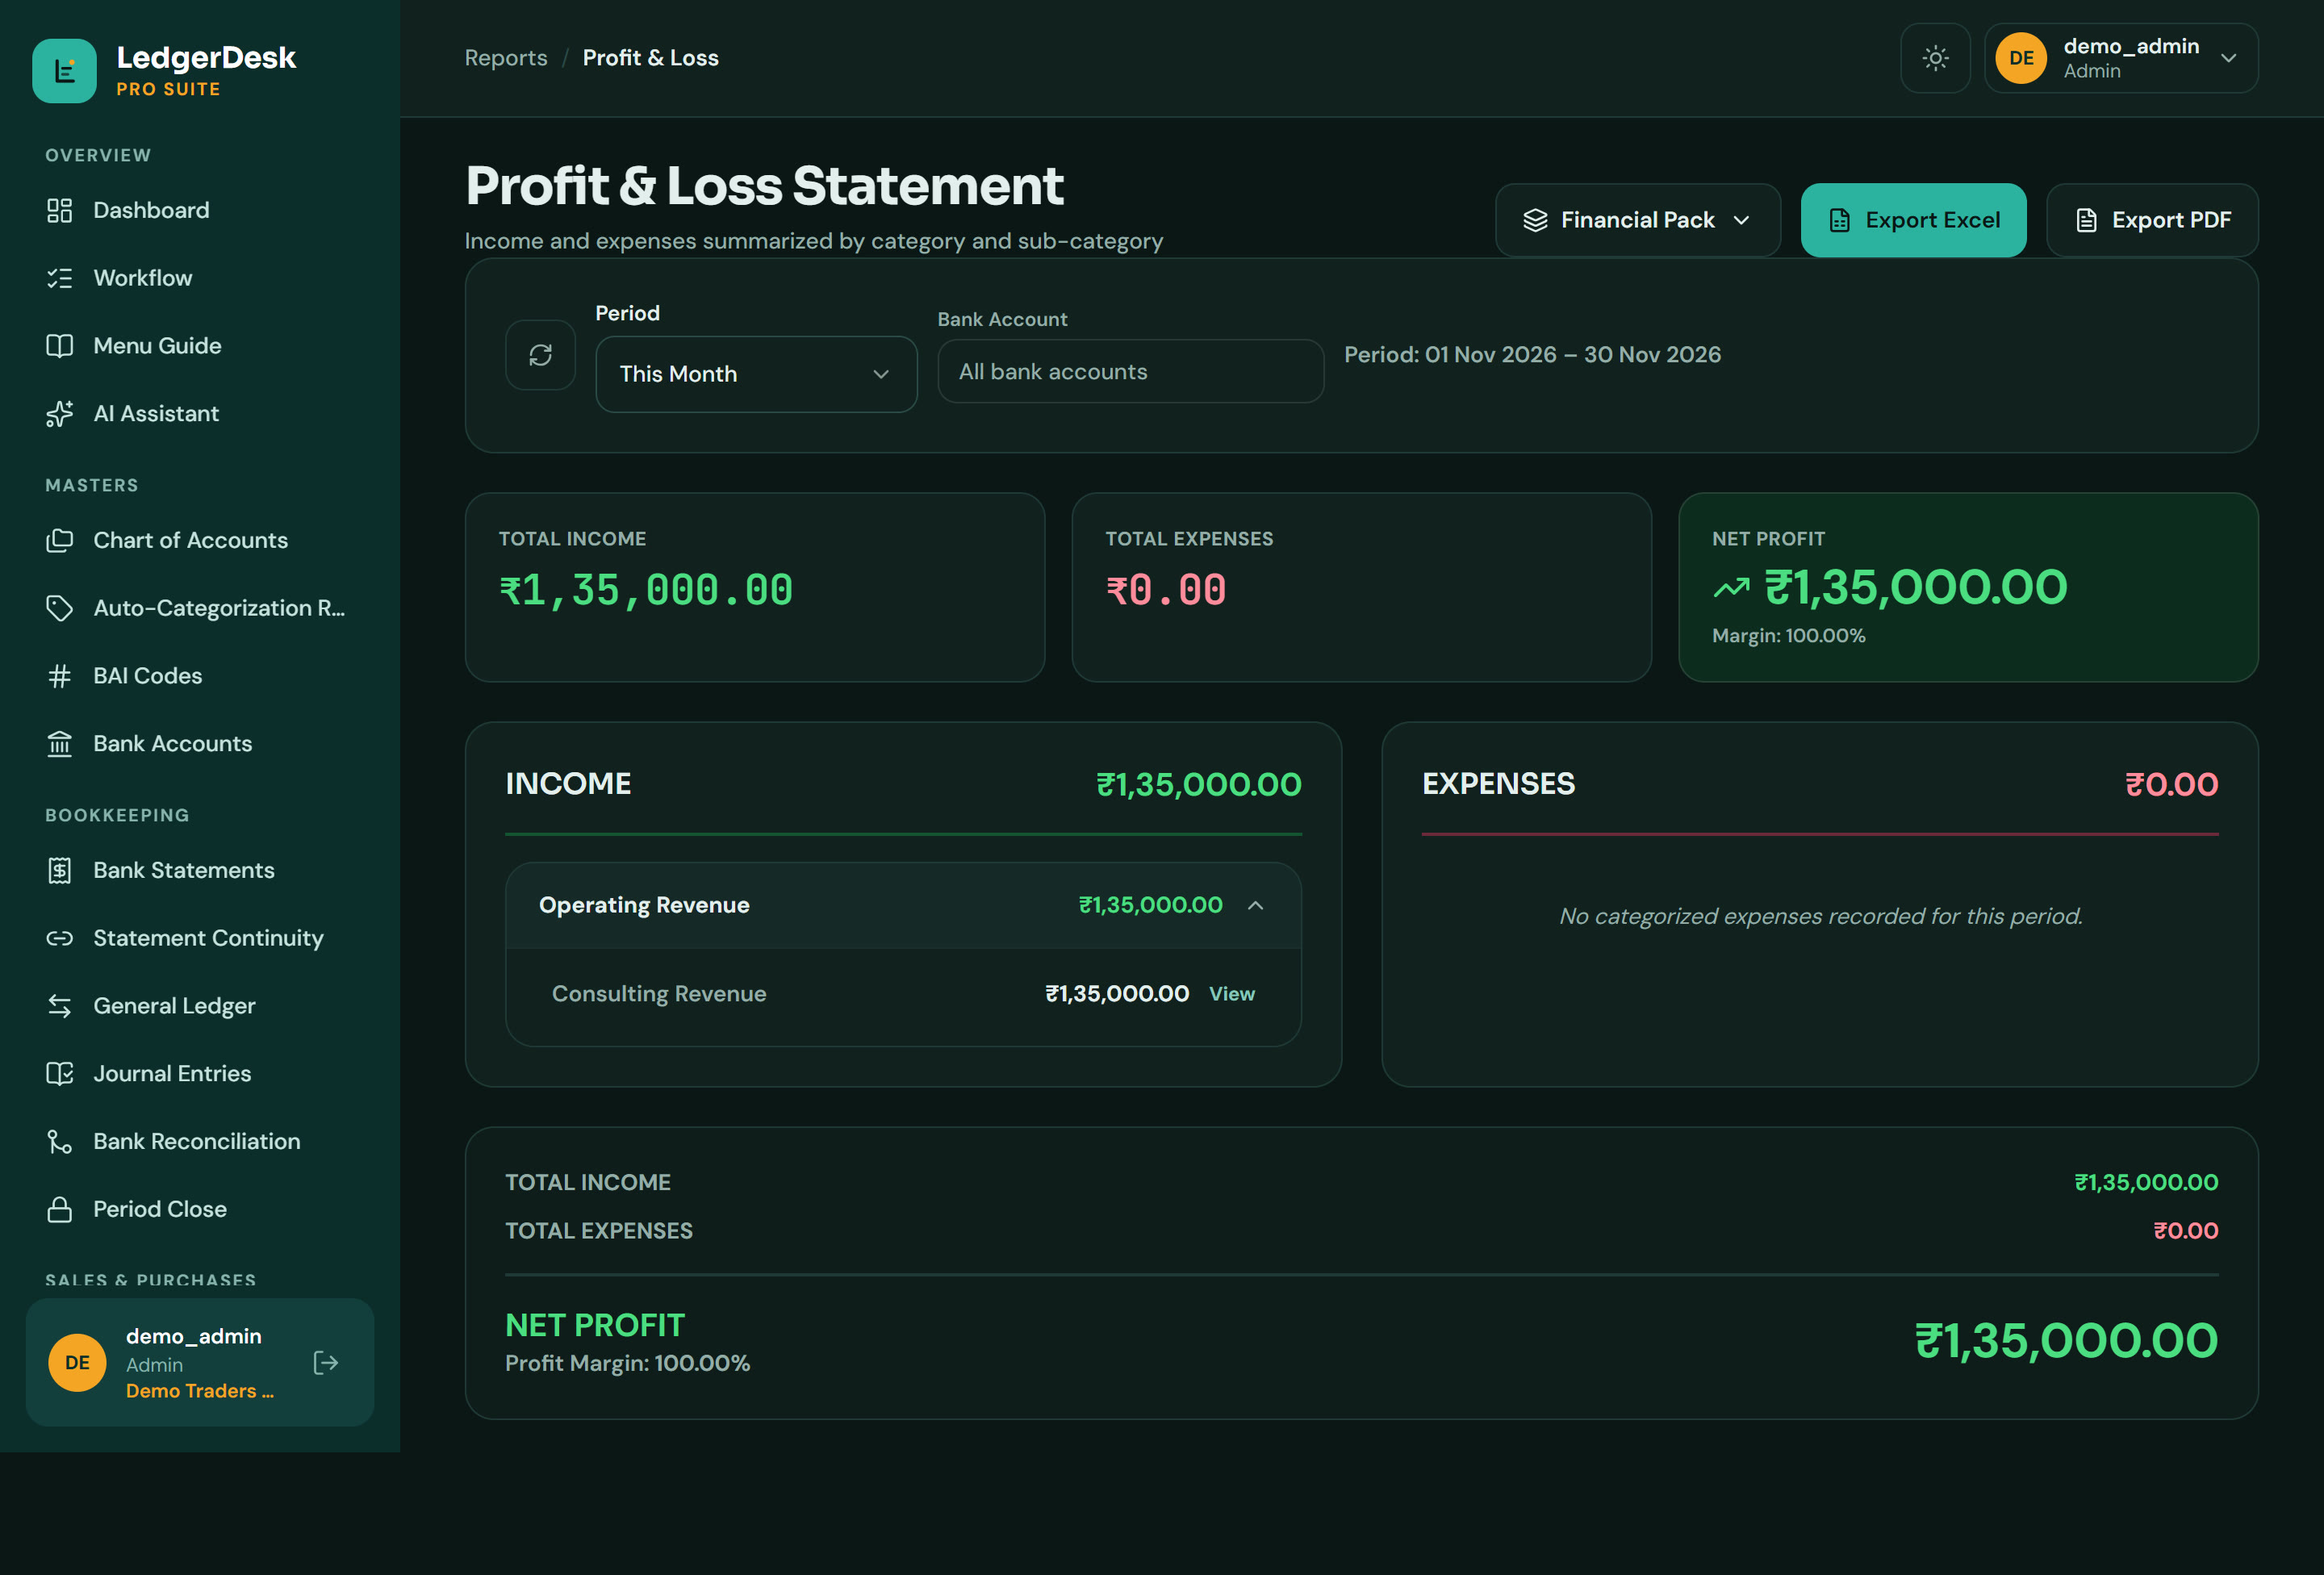 LedgerDesk
PRO SUITE
OVERVIEW
Dashboard
Workflow
Menu Guide
AI Assistant
MASTERS
Chart of Accounts
Auto-Categorization R...
BAI Codes
Bank Accounts
BOOKKEEPING
Bank Statements
Statement Continuity
General Ledger
Journal Entries
Bank Reconciliation
Period Close
SALES & PURCHASES
DE
demo_admin
Admin
Demo Traders ...
Reports / Profit & Loss
DE
demo_admin
Admin
Profit & Loss Statement
Income and expenses summarized by category and sub-category
Financial Pack
Export Excel
Export PDF
Period
This Month
Bank Account
All bank accounts
Period: 01 Nov 2026 – 30 Nov 2026
TOTAL INCOME
₹1,35,000.00
TOTAL EXPENSES
₹0.00
NET PROFIT
₹1,35,000.00
Margin: 100.00%
INCOME ₹1,35,000.00
Operating Revenue ₹1,35,000.00
Consulting Revenue ₹1,35,000.00 View
EXPENSES ₹0.00
No categorized expenses recorded for this period.
TOTAL INCOME ₹1,35,000.00
TOTAL EXPENSES ₹0.00
NET PROFIT ₹1,35,000.00
Profit Margin: 100.00%